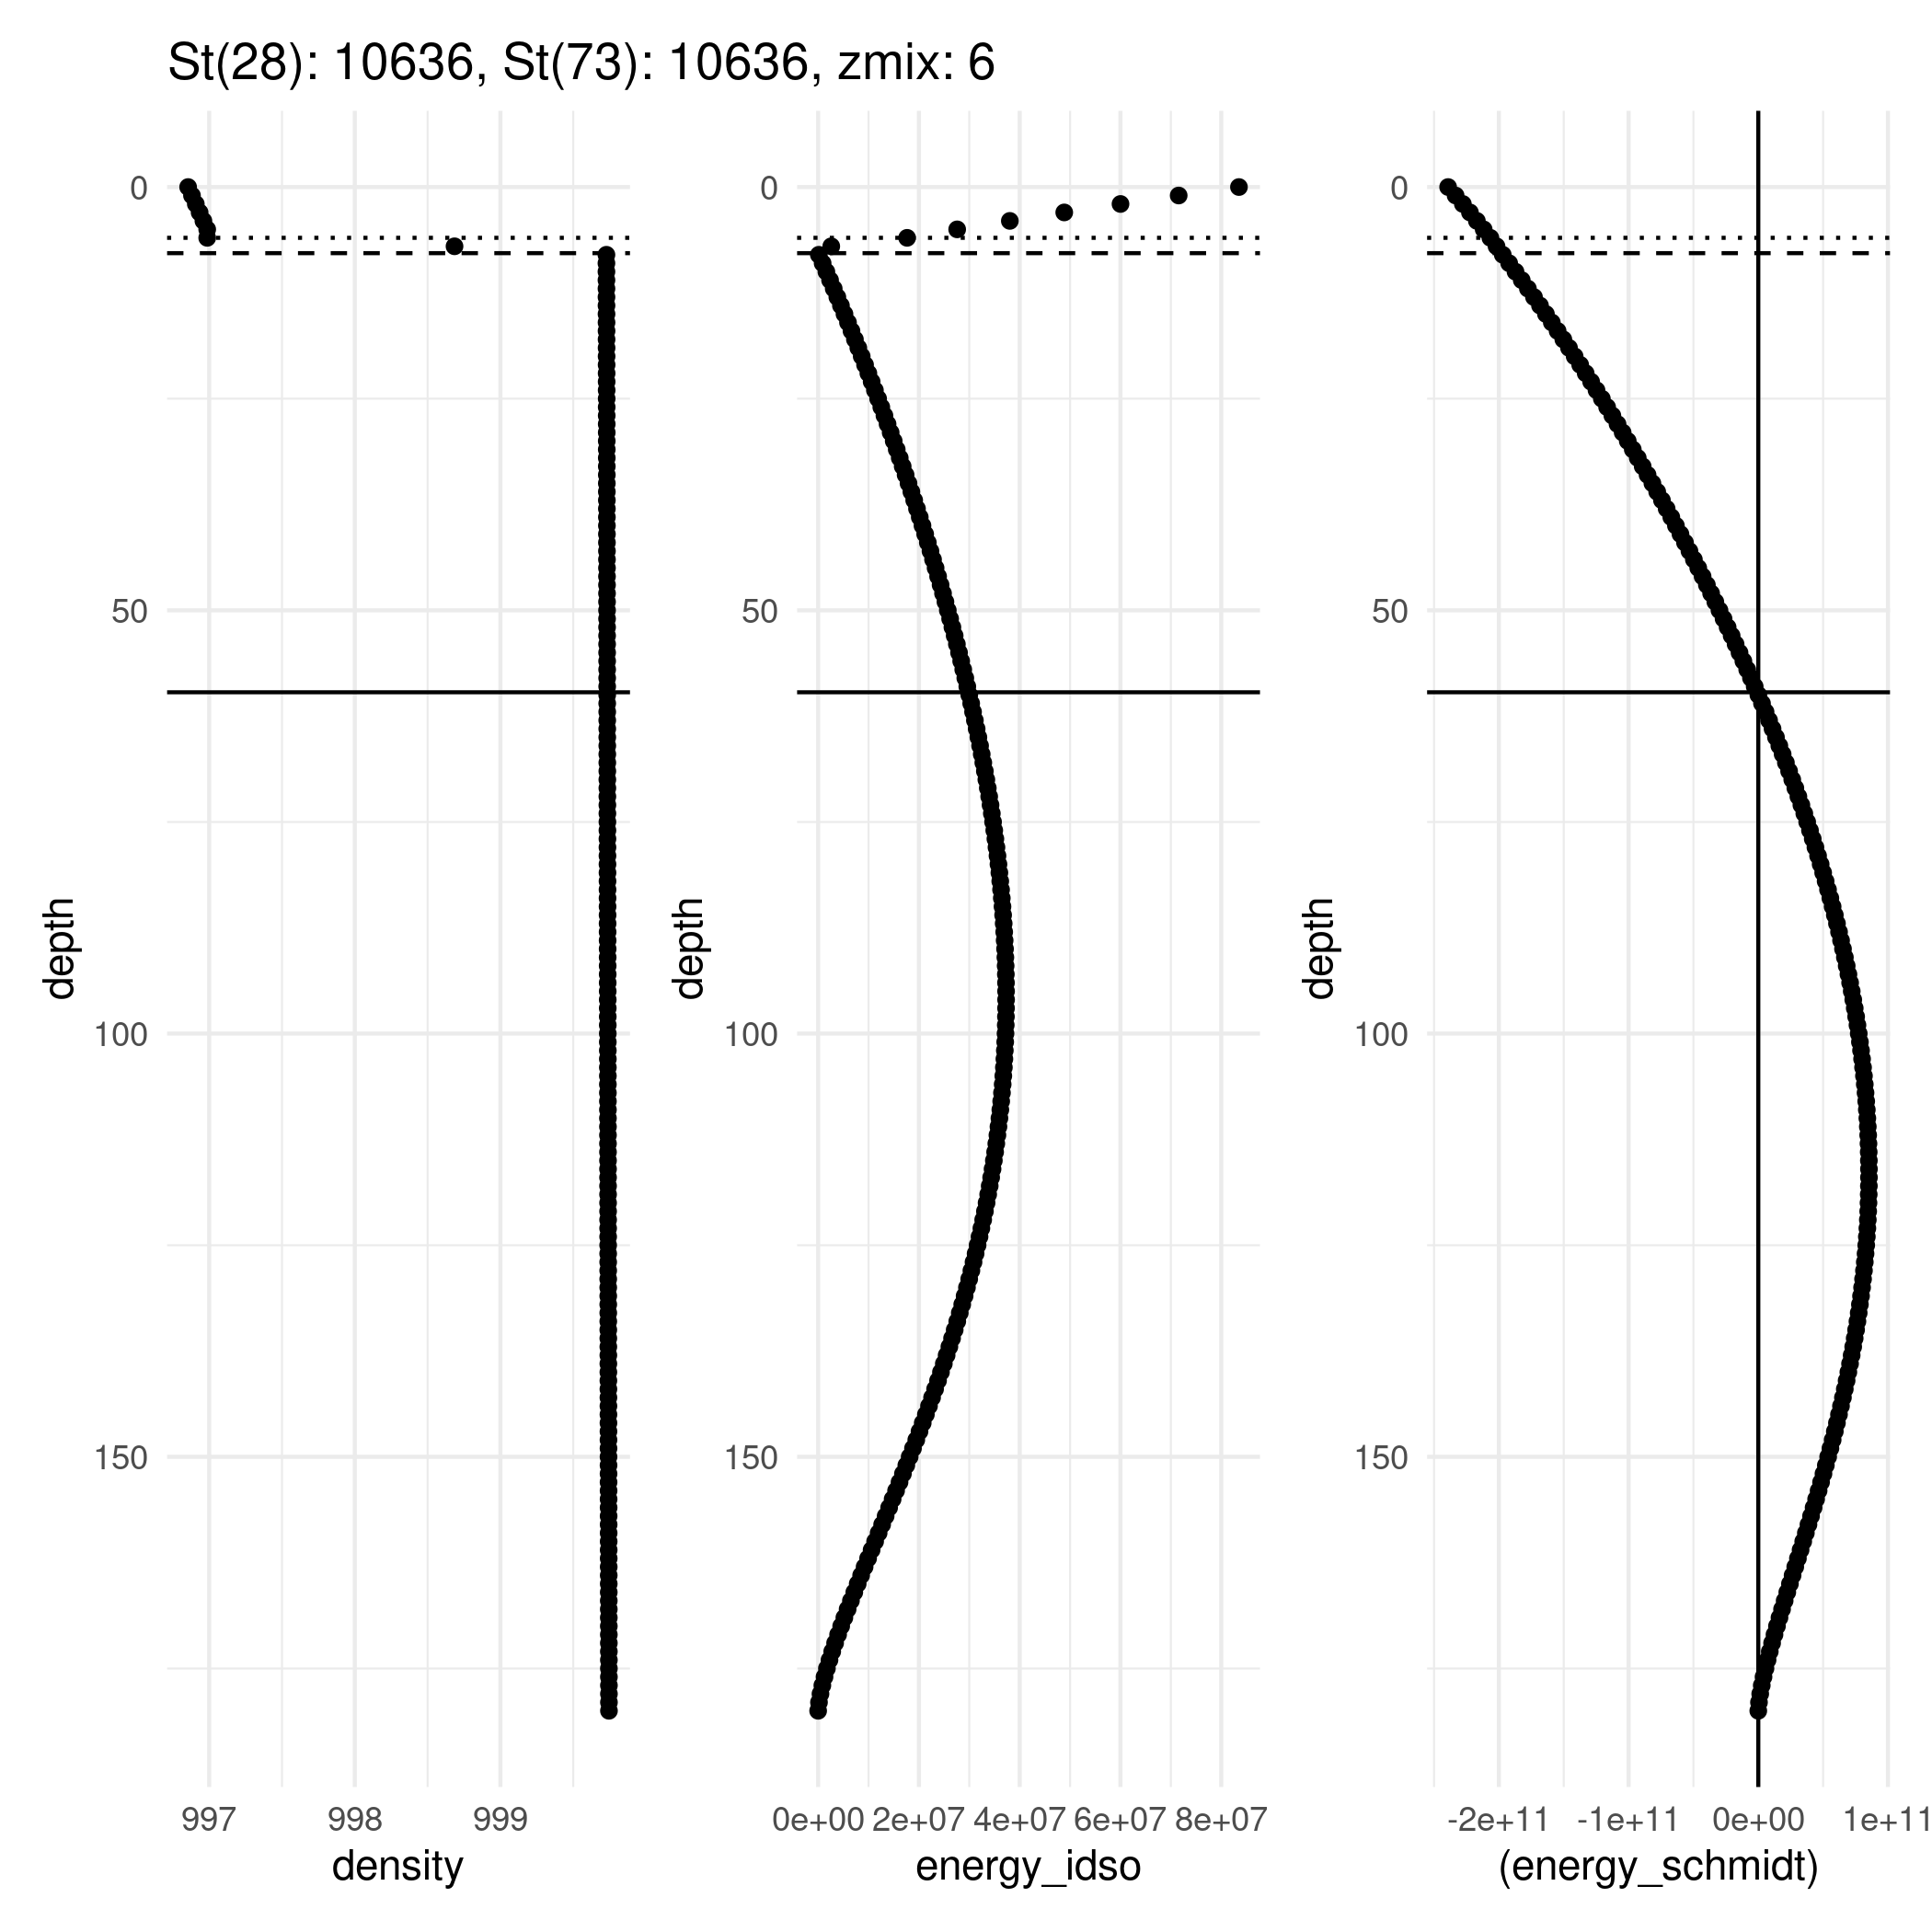 St(28): 10636, St(73): 10636, zmix: 6
0
50
100
150
depth
997 998 999
density
0
50
100
150
depth
0e+00 2e+07 4e+07 6e+07 8e+07
energy_idso
0
50
100
150
depth
-2e+11 -1e+11 0e+00 1e+11
(energy_schmidt)